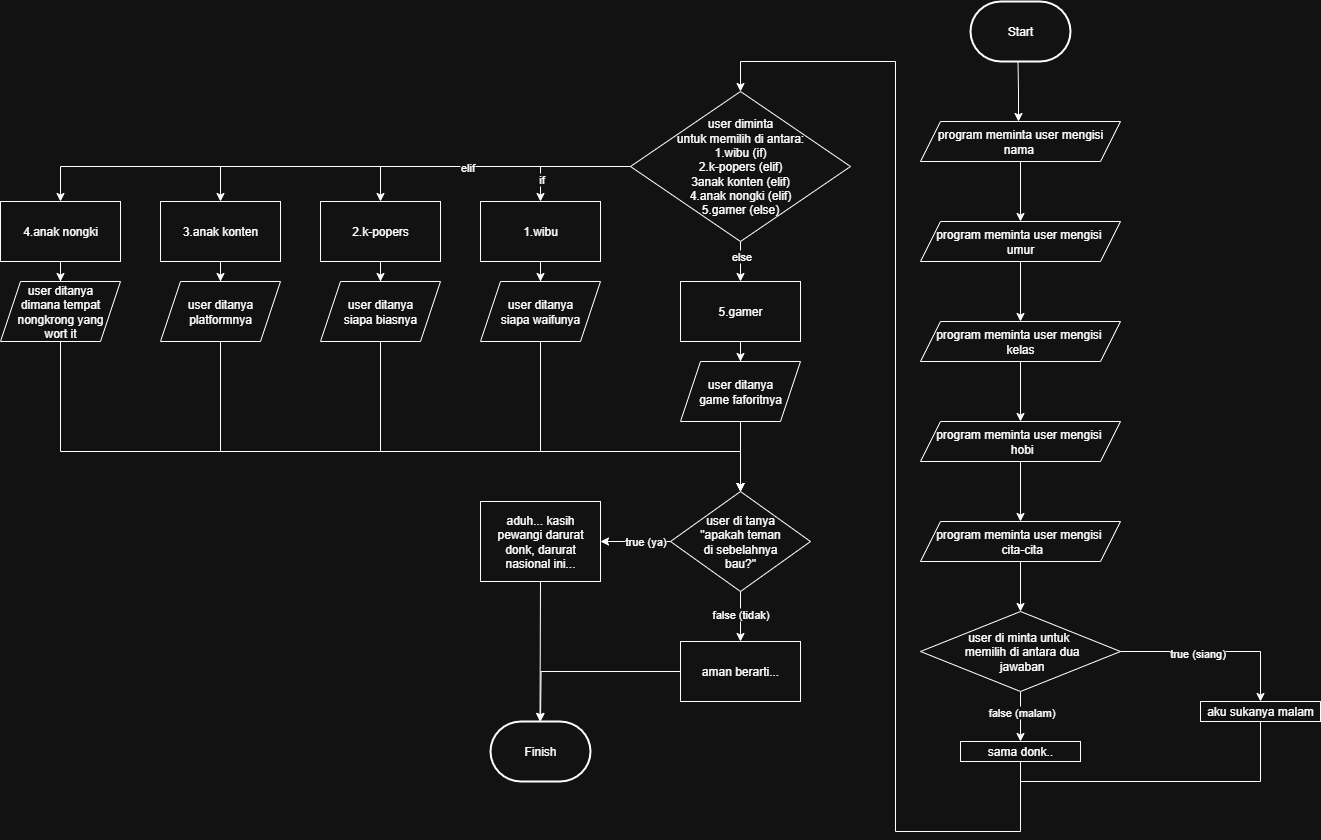 Start
program meminta user mengisi
nama
program meminta user mengisi
umur
program meminta user mengisi
kelas
program meminta user mengisi
hobi
program meminta user mengisi
cita-cita
user di minta untuk
memilih di antara dua
jawaban
true (siang)
aku sukanya malam
false (malam)
sama donk..
user diminta
untuk memilih di antara:
1.wibu (if)
2.k-popers (elif)
3anak konten (elif)
4.anak nongki (elif)
5.gamer (else)
elif
if
4.anak nongki
3.anak konten
2.k-popers
1.wibu
user ditanya
dimana tempat
nongkrong yang
wort it
user ditanya
platformnya
user ditanya
siapa biasnya
user ditanya
siapa waifunya
else
5.gamer
user ditanya
game faforitnya
user di tanya
"apakah teman
di sebelahnya
bau?"
true (ya)
aduh... kasih
pewangi darurat
donk, darurat
nasional ini...
false (tidak)
aman berarti...
Finish